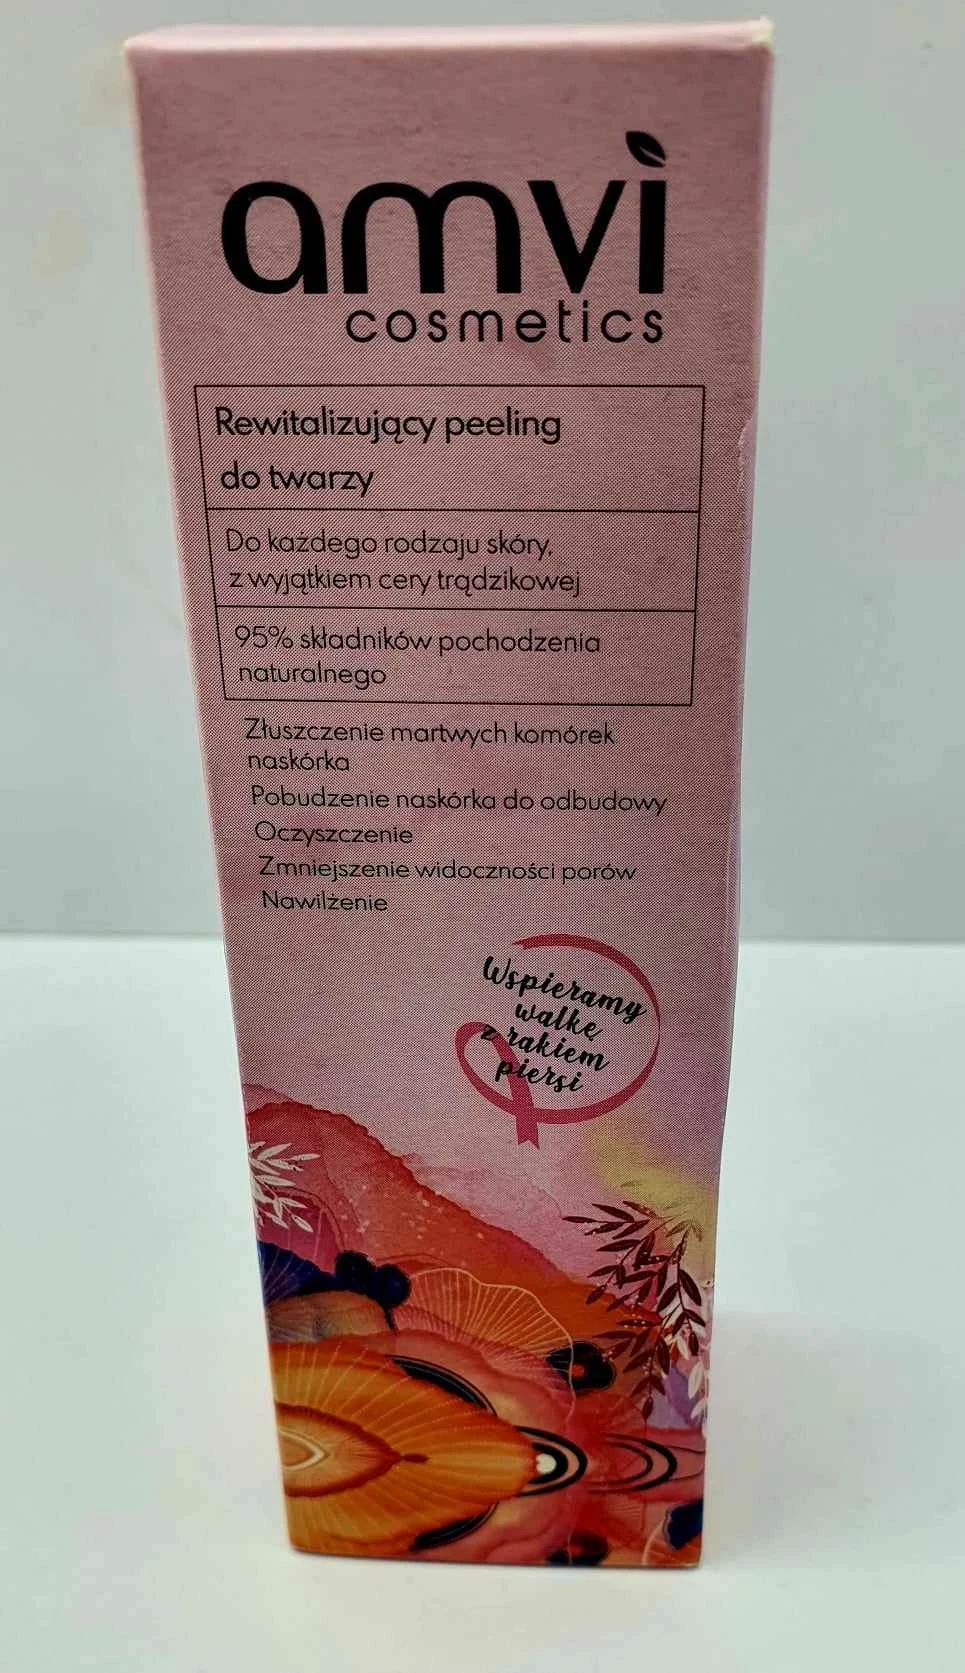 amvi
cosmetics
Rewitalizujący peeling
do twarzy
Do każdego rodzaju skóry,
z wyjątkiem cery trądzikowej
95% składników pochodzenia
naturalnego
Złuszczenie martwych komórek
naskórka
Pobudzenie naskórka do odbudowy
Oczyszczenie
Zmniejszenie widoczności porów
Nawilżenie
Wspieramy
walkę
z rakiem
piersi